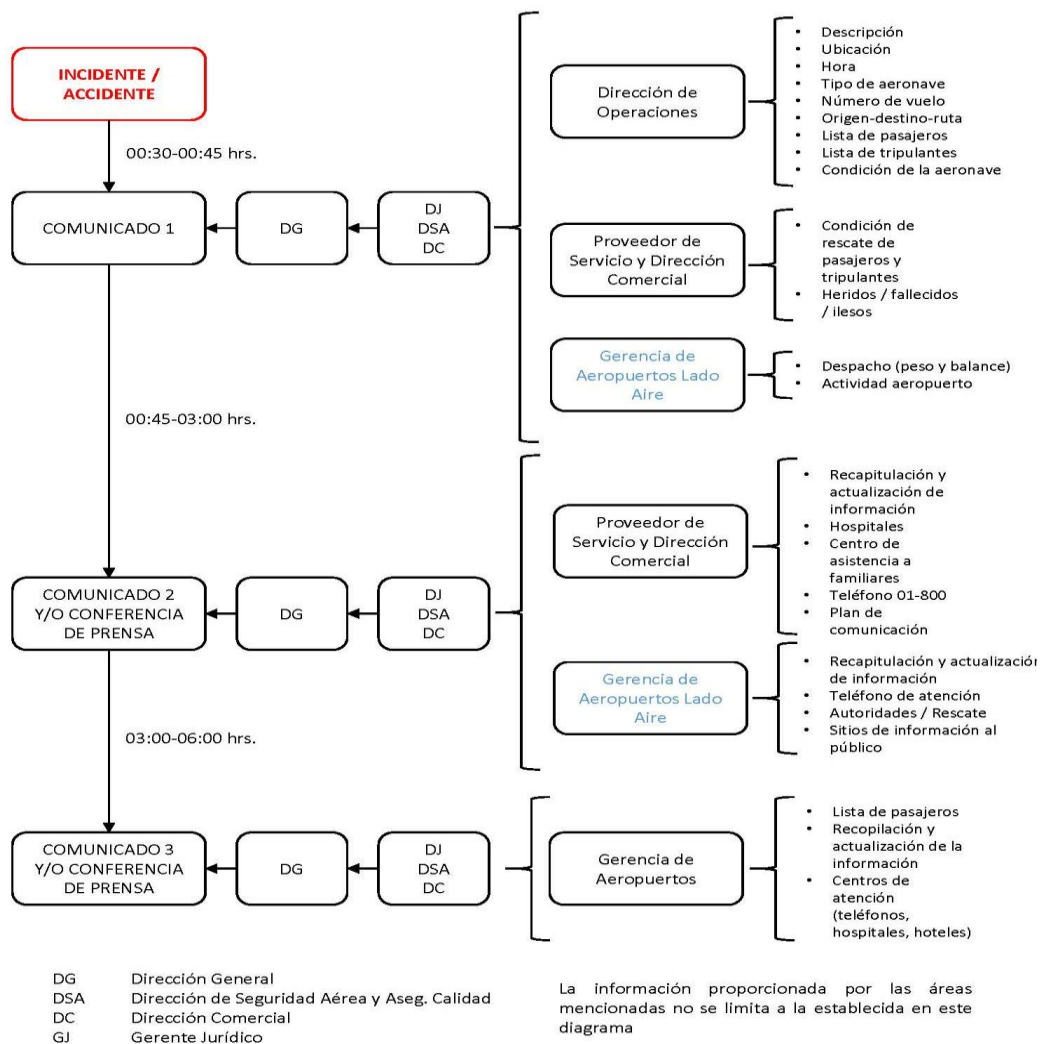 INCIDENTE /
ACCIDENTE
00:30-00:45 hrs.
COMUNICADO 1
DG
DJ
DSA
DC
Dirección de
Operaciones
• Descripción
• Ubicación
• Hora
• Tipo de aeronave
• Número de vuelo
• Origen-destino-ruta
• Lista de pasajeros
• Lista de tripulantes
• Condición de la aeronave
Proveedor de
Servicio y Dirección
Comercial
• Condición de
rescate de
pasajeros y
tripulantes
• Heridos / fallecidos
/ ilesos
Gerencia de
Aeropuertos Lado
Aire
• Despacho (peso y balance)
• Actividad aeropuerto
00:45-03:00 hrs.
COMUNICADO 2
Y/O CONFERENCIA
DE PRENSA
DG
DJ
DSA
DC
Proveedor de
Servicio y Dirección
Comercial
• Recapitulación y
actualización de
información
• Hospitales
• Centro de
asistencia a
familiares
• Teléfono 01-800
• Plan de
comunicación
Gerencia de
Aeropuertos Lado
Aire
• Recapitulación y actualización
de información
• Teléfono de atención
• Autoridades / Rescate
• Sitios de información al
público
03:00-06:00 hrs.
COMUNICADO 3
Y/O CONFERENCIA
DE PRENSA
DG
DJ
DSA
DC
Gerencia de
Aeropuertos
• Lista de pasajeros
• Recopilación y
actualización de la
información
• Centros de
atención
(teléfonos,
hospitales, hoteles)
DG Dirección General
DSA Dirección de Seguridad Aérea y Aseg. Calidad
DC Dirección Comercial
GJ Gerente Jurídico
La información proporcionada por las áreas
mencionadas no se limita a la establecida en este
diagrama